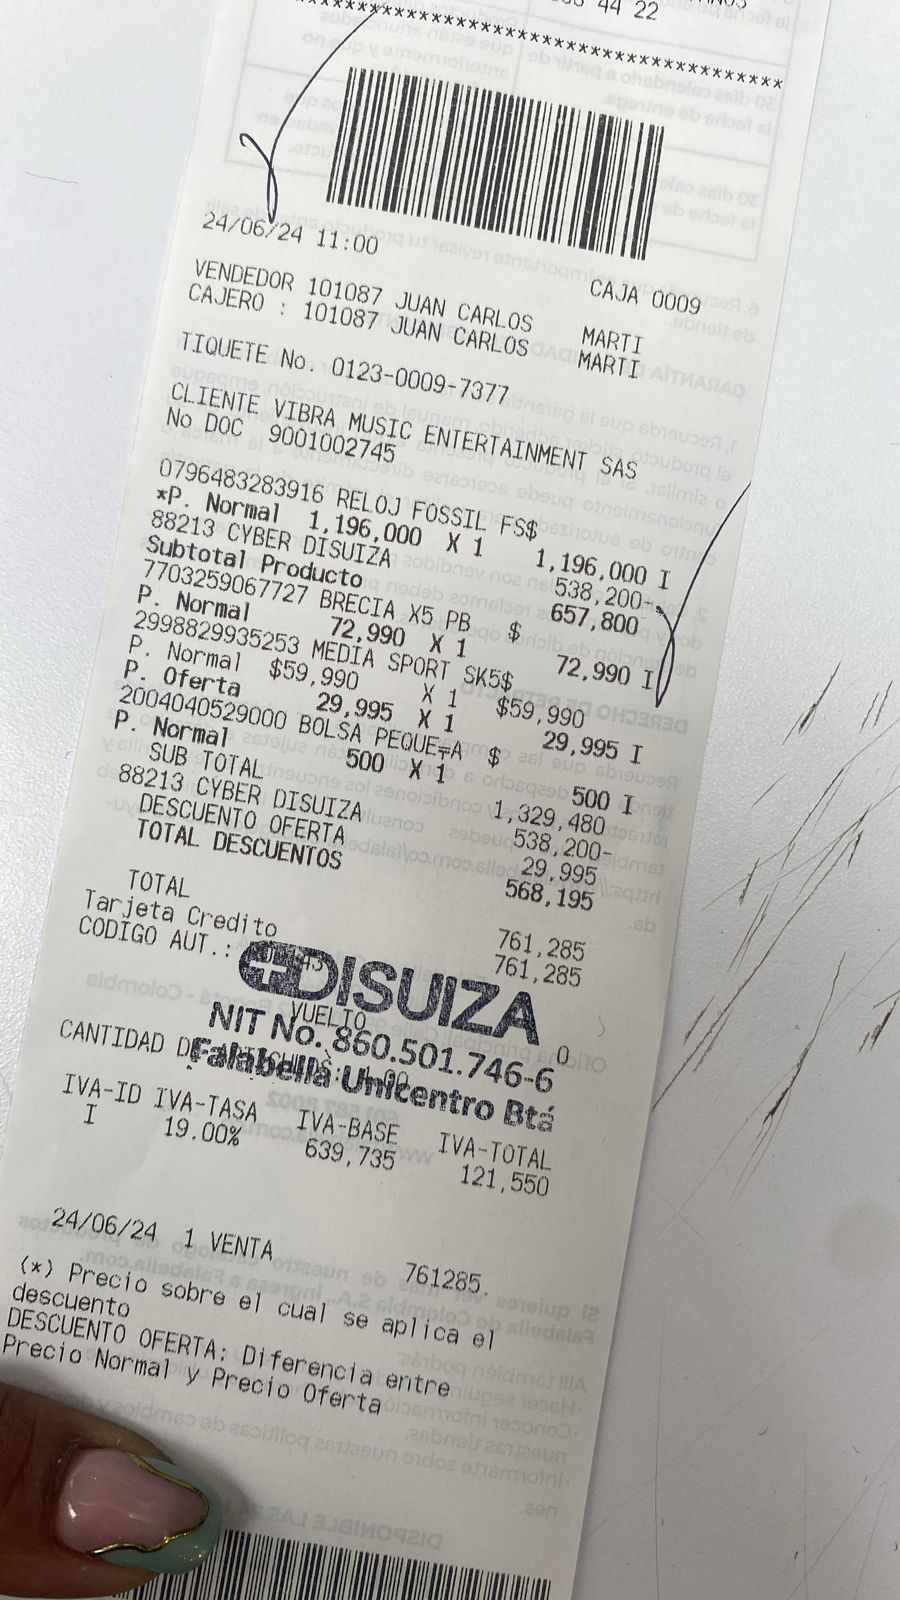 44 22
************************************
24/06/24 11:00 CAJA 0009
VENDEDOR 101087 JUAN CARLOS MARTI
CAJERO : 101087 JUAN CARLOS MARTI
TIQUETE No. 0123-0009-7377
CLIENTE VIBRA MUSIC ENTERTAINMENT SAS
No DOC 9001002745
0796483283916 RELOJ FOSSIL FS$ 1,196,000 I
*P. Normal 1,196,000 X 1
88213 CYBER DISUIZA 538,200-
Subtotal Producto $ 657,800
7703259067727 BRECIA X5 PB 72,990 I
P. Normal 72,990 X 1
2998829935253 MEDIA SPORT SK5$ $59,990
P. Normal $59,990 X 1
P. Oferta 29,995 X 1 29,995 I
2004040529000 BOLSA PEQUE=A $ 500 I
P. Normal 500 X 1
SUB TOTAL 1,329,480
88213 CYBER DISUIZA 538,200-
DESCUENTO OFERTA 29,995
TOTAL DESCUENTOS 568,195
TOTAL 761,285
Tarjeta Credito 761,285
CODIGO AUT.:
DISUIZA
NIT No. 860.501.746-6
Falabella Unicentro Btá
VUELTO 0
CANTIDAD
IVA-ID IVA-TASA IVA-BASE IVA-TOTAL
I 19.00% 639,735 121,550
24/06/24 1 VENTA 761285.
(*) Precio sobre el cual se aplica el
descuento
DESCUENTO OFERTA: Diferencia entre
Precio Normal y Precio Oferta